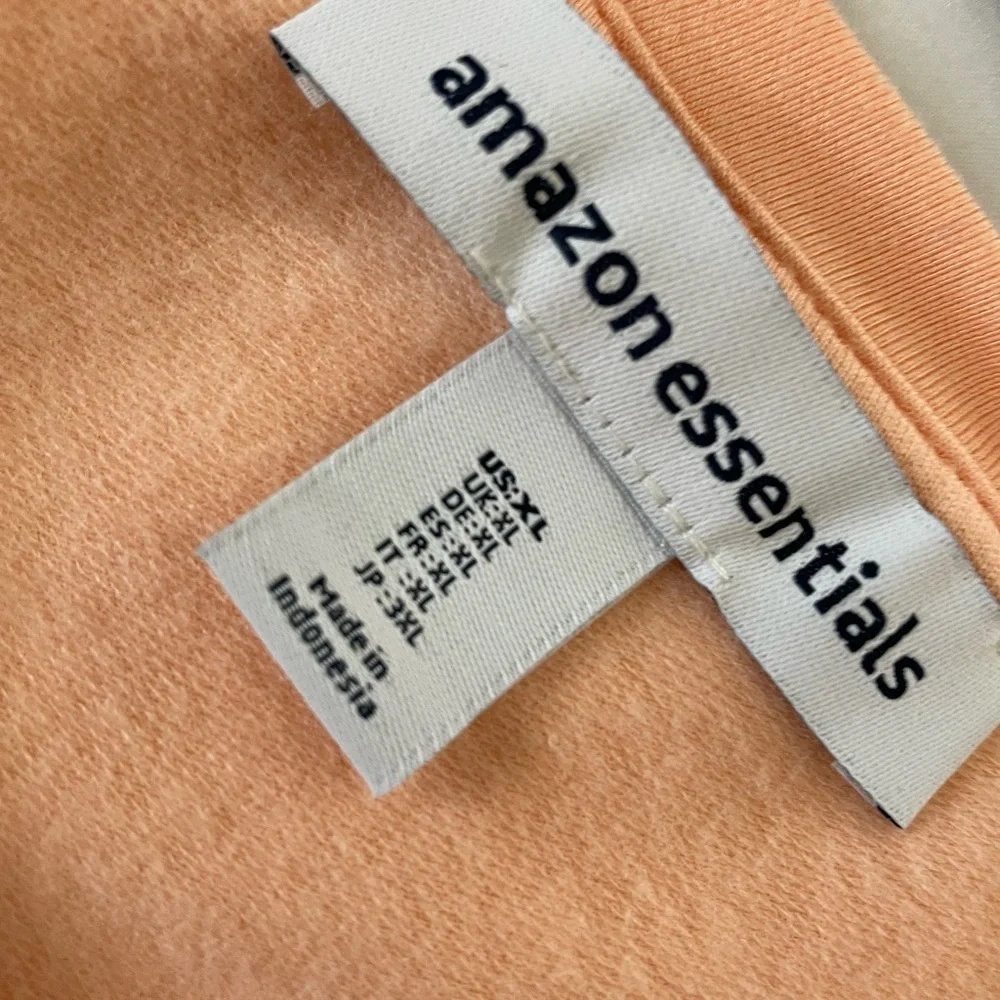 amazon essentials
US:XL
UK:XL
DE:XL
ES:XL
FR:XL
IT :XL
JP:3XL
Made in
Indonesia